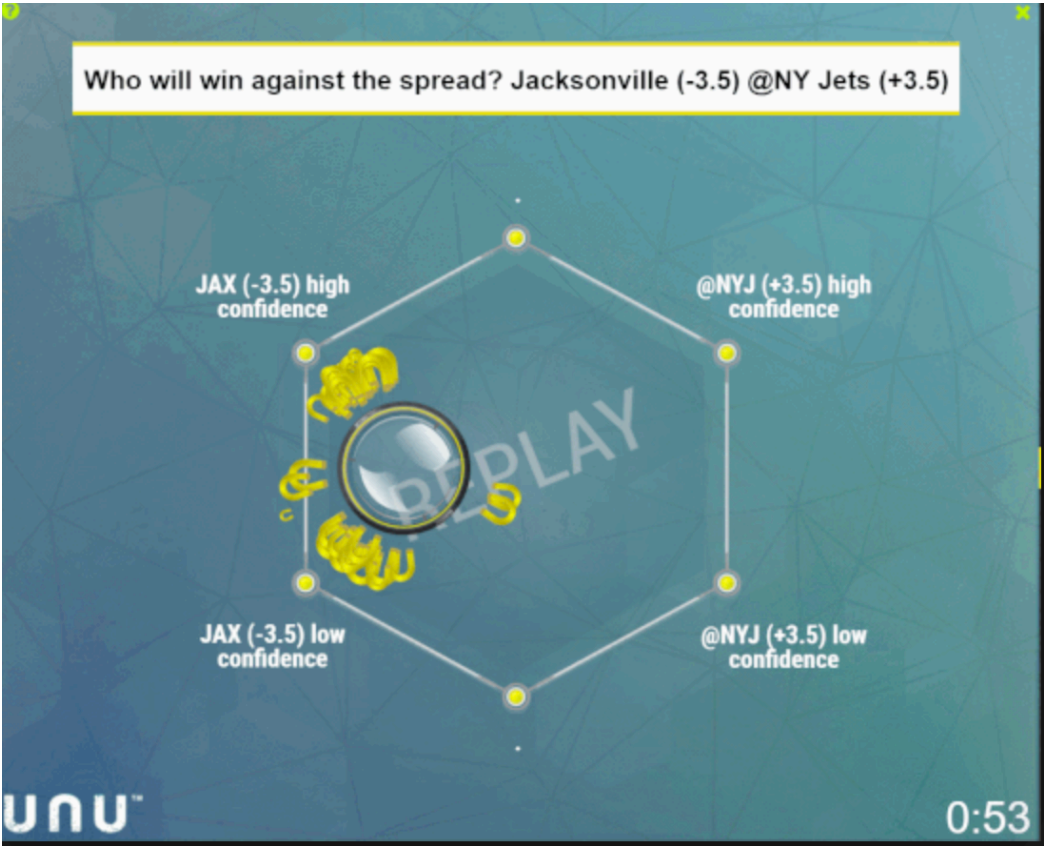 ?
x
Who will win against the spread? Jacksonville (-3.5) @NY Jets (+3.5)
JAX (-3.5) high
confidence
@NYJ (+3.5) high
confidence
REPLAY
JAX (-3.5) low
confidence
@NYJ (+3.5) low
confidence
unu™
0:53